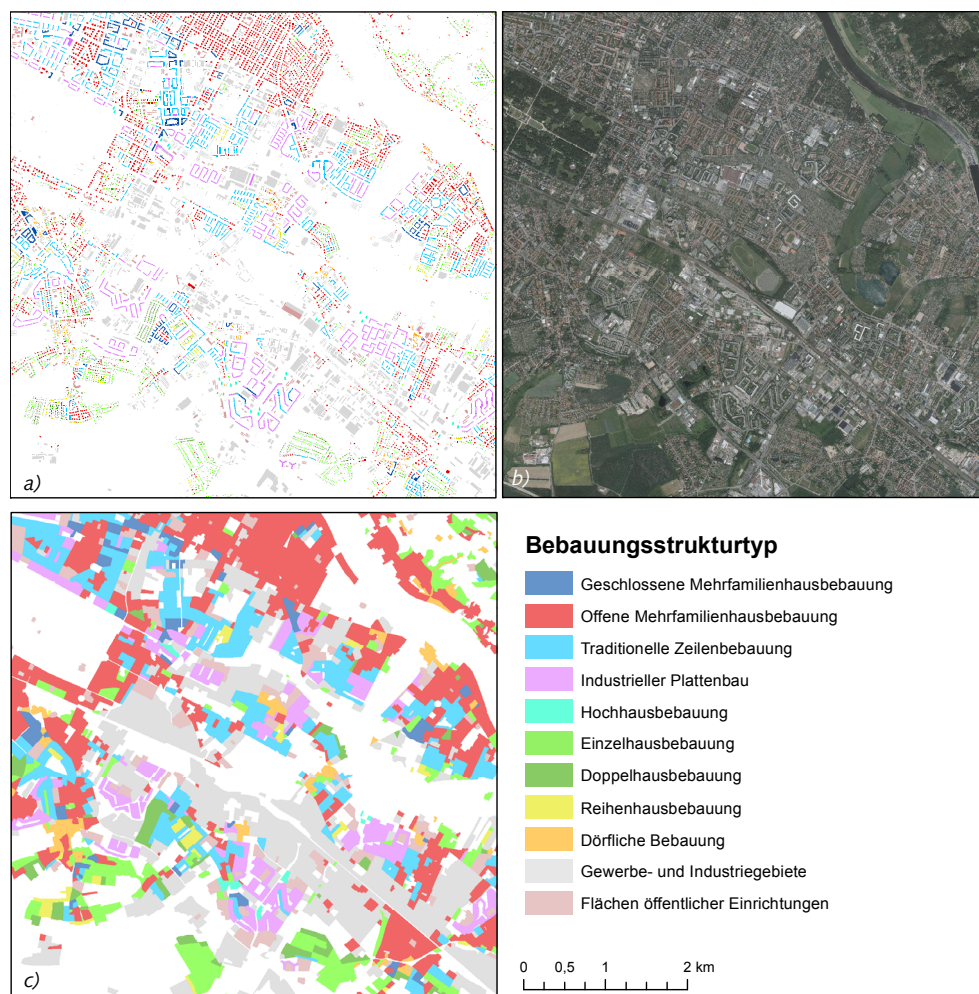 a)
b)
c)
Bebauungsstrukturtyp
Geschlossene Mehrfamilienhausbebauung
Offene Mehrfamilienhausbebauung
Traditionelle Zeilenbebauung
Industrieller Plattenbau
Hochhausbebauung
Einzelhausbebauung
Doppelhausbebauung
Reihenhausbebauung
Dörfliche Bebauung
Gewerbe- und Industriegebiete
Flächen öffentlicher Einrichtungen
0 0,5 1 2 km